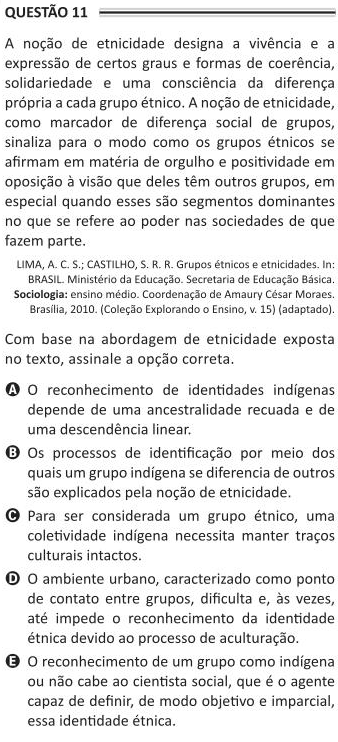 QUESTÃO 11
A noção de etnicidade designa a vivência e a
expressão de certos graus e formas de coerência,
solidariedade e uma consciência da diferença
própria a cada grupo étnico. A noção de etnicidade,
como marcador de diferença social de grupos,
sinaliza para o modo como os grupos étnicos se
afirmam em matéria de orgulho e positividade em
oposição à visão que deles têm outros grupos, em
especial quando esses são segmentos dominantes
no que se refere ao poder nas sociedades de que
fazem parte.
LIMA, A. C. S.; CASTILHO, S. R. R. Grupos étnicos e etnicidades. In:
BRASIL. Ministério da Educação. Secretaria de Educação Básica.
Sociologia: ensino médio. Coordenação de Amaury César Moraes.
Brasília, 2010. (Coleção Explorando o Ensino, v. 15) (adaptado).
Com base na abordagem de etnicidade exposta
no texto, assinale a opção correta.
A O reconhecimento de identidades indígenas
depende de uma ancestralidade recuada e de
uma descendência linear.
B Os processos de identificação por meio dos
quais um grupo indígena se diferencia de outros
são explicados pela noção de etnicidade.
C Para ser considerada um grupo étnico, uma
coletividade indígena necessita manter traços
culturais intactos.
D O ambiente urbano, caracterizado como ponto
de contato entre grupos, dificulta e, às vezes,
até impede o reconhecimento da identidade
étnica devido ao processo de aculturação.
E O reconhecimento de um grupo como indígena
ou não cabe ao cientista social, que é o agente
capaz de definir, de modo objetivo e imparcial,
essa identidade étnica.